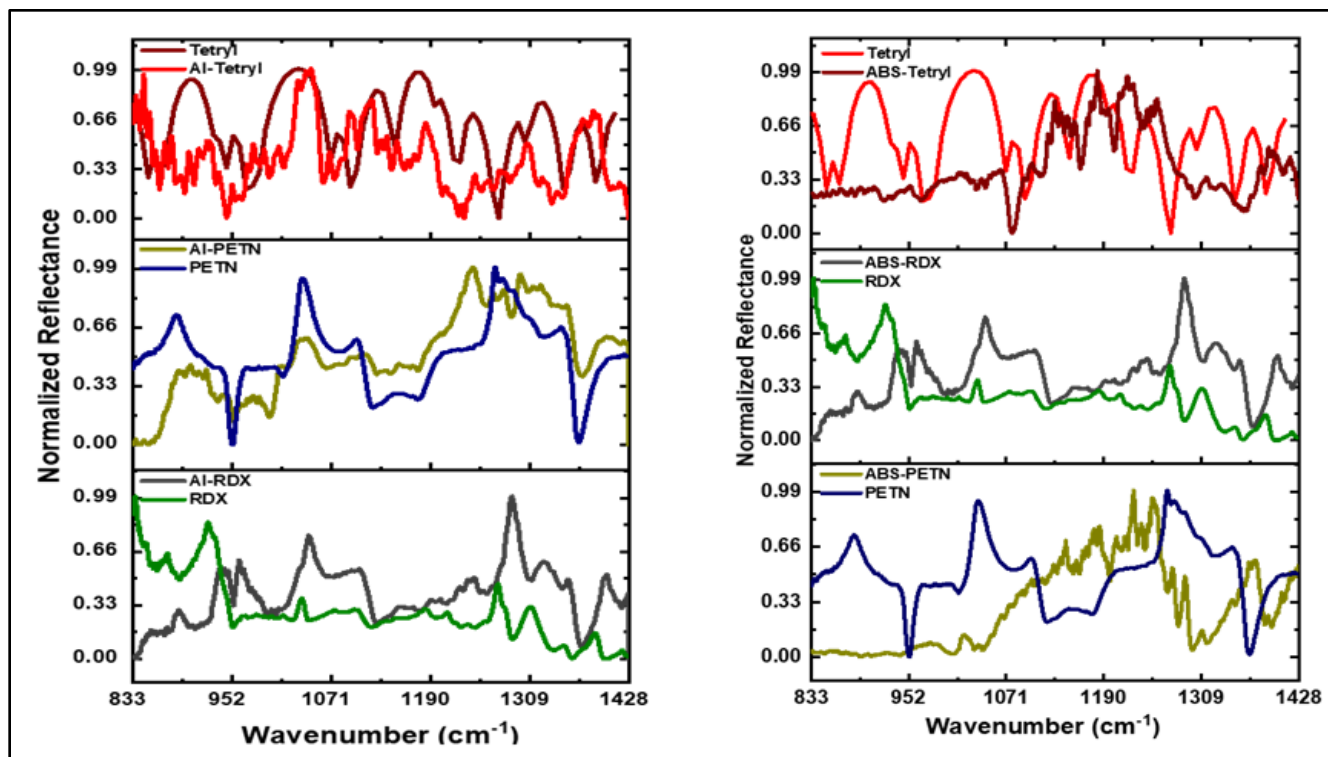 Tetryl
Al-Tetryl
0.99
0.66
0.33
0.00
Al-PETN
PETN
0.99
0.66
0.33
0.00
Al-RDX
RDX
0.99
0.66
0.33
0.00
833 952 1071 1190 1309 1428
Normalized Reflectance
Wavenumber (cm-1)
Tetryl
ABS-Tetryl
0.99
0.66
0.33
0.00
ABS-RDX
RDX
0.99
0.66
0.33
0.00
ABS-PETN
PETN
0.99
0.66
0.33
0.00
833 952 1071 1190 1309 1428
Normalized Reflectance
Wavenumber (cm-1)